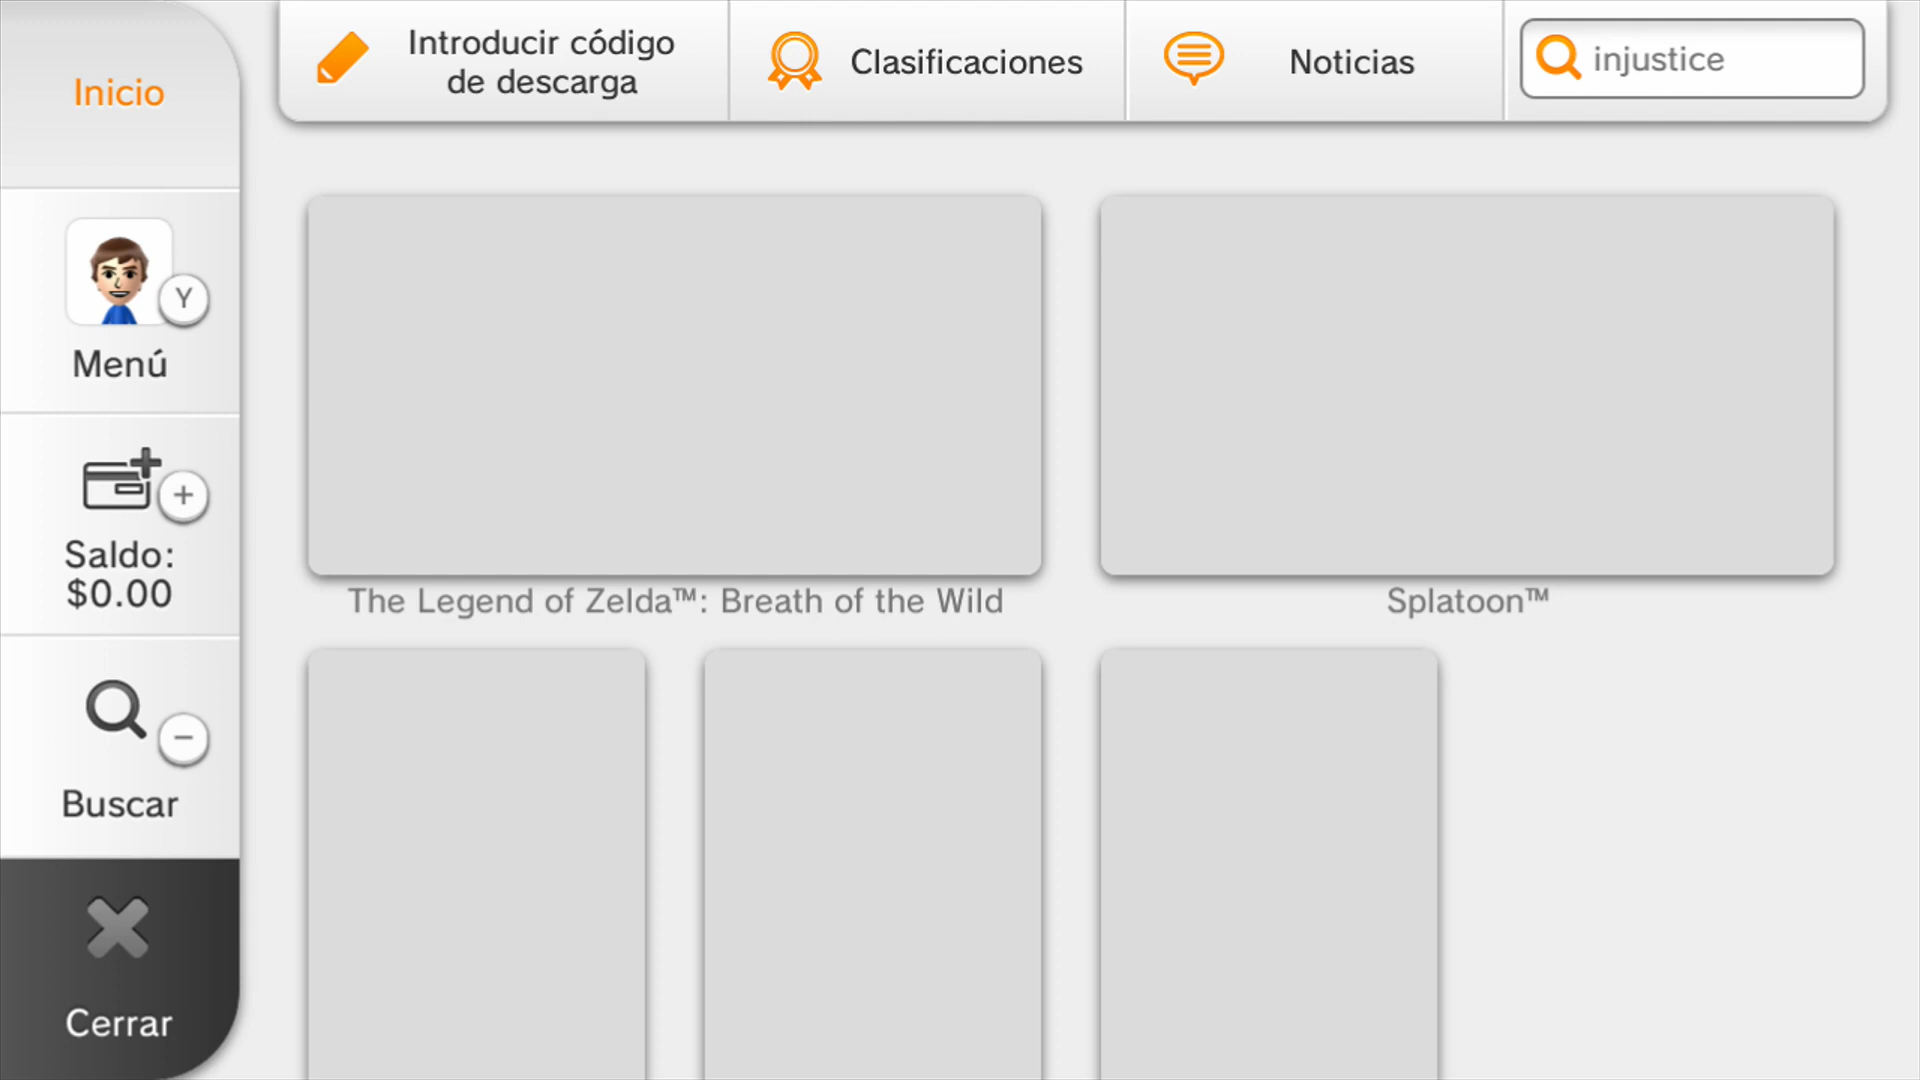 Inicio
Y
Menú
+
Saldo:
$0.00
−
Buscar
Cerrar
Introducir código
de descarga
Clasificaciones
Noticias
injustice
The Legend of Zelda™: Breath of the Wild
Splatoon™